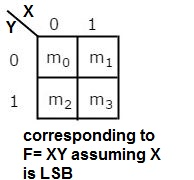 X
Y
0 1
0 m0 m1
1 m2 m3
corresponding to
F= XY assuming X
is LSB